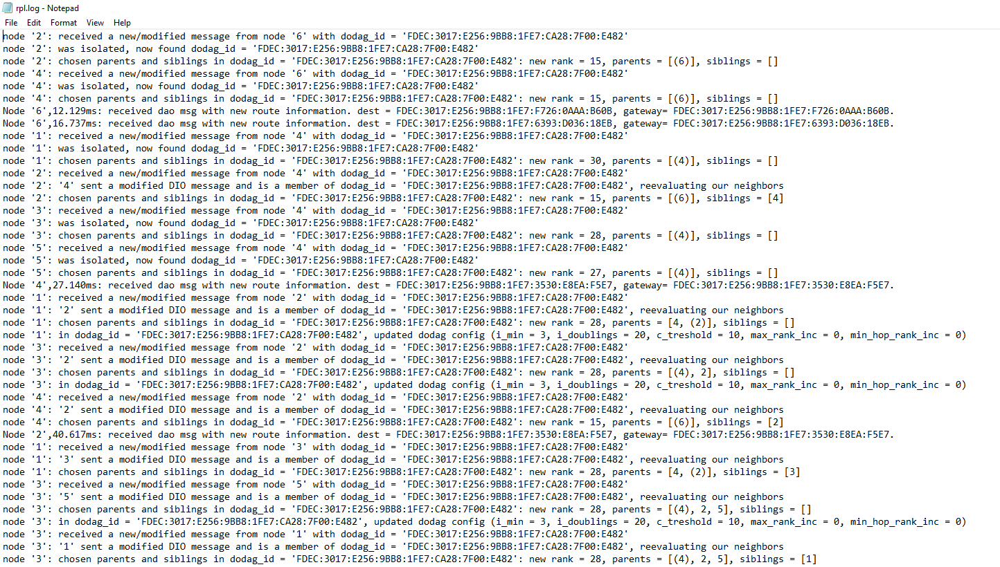 rpl.log - Notepad
File Edit Format View Help
node '2': received a new/modified message from node '6' with dodag_id = 'FDEC:3017:E256:9BB8:1FE7:CA28:7F00:E482'
node '2': was isolated, now found dodag_id = 'FDEC:3017:E256:9BB8:1FE7:CA28:7F00:E482'
node '2': chosen parents and siblings in dodag_id = 'FDEC:3017:E256:9BB8:1FE7:CA28:7F00:E482': new rank = 15, parents = [(6)], siblings = []
node '4': received a new/modified message from node '6' with dodag_id = 'FDEC:3017:E256:9BB8:1FE7:CA28:7F00:E482'
node '4': was isolated, now found dodag_id = 'FDEC:3017:E256:9BB8:1FE7:CA28:7F00:E482'
node '4': chosen parents and siblings in dodag_id = 'FDEC:3017:E256:9BB8:1FE7:CA28:7F00:E482': new rank = 15, parents = [(6)], siblings = []
Node '6',12.129ms: received dao msg with new route information. dest = FDEC:3017:E256:9BB8:1FE7:F726:0AAA:B60B, gateway= FDEC:3017:E256:9BB8:1FE7:F726:0AAA:B60B.
Node '6',16.737ms: received dao msg with new route information. dest = FDEC:3017:E256:9BB8:1FE7:6393:D036:18EB, gateway= FDEC:3017:E256:9BB8:1FE7:6393:D036:18EB.
node '1': received a new/modified message from node '4' with dodag_id = 'FDEC:3017:E256:9BB8:1FE7:CA28:7F00:E482'
node '1': was isolated, now found dodag_id = 'FDEC:3017:E256:9BB8:1FE7:CA28:7F00:E482'
node '1': chosen parents and siblings in dodag_id = 'FDEC:3017:E256:9BB8:1FE7:CA28:7F00:E482': new rank = 30, parents = [(4)], siblings = []
node '2': received a new/modified message from node '4' with dodag_id = 'FDEC:3017:E256:9BB8:1FE7:CA28:7F00:E482'
node '2': '4' sent a modified DIO message and is a member of dodag_id = 'FDEC:3017:E256:9BB8:1FE7:CA28:7F00:E482', reevaluating our neighbors
node '2': chosen parents and siblings in dodag_id = 'FDEC:3017:E256:9BB8:1FE7:CA28:7F00:E482': new rank = 15, parents = [(6)], siblings = [4]
node '3': received a new/modified message from node '4' with dodag_id = 'FDEC:3017:E256:9BB8:1FE7:CA28:7F00:E482'
node '3': was isolated, now found dodag_id = 'FDEC:3017:E256:9BB8:1FE7:CA28:7F00:E482'
node '3': chosen parents and siblings in dodag_id = 'FDEC:3017:E256:9BB8:1FE7:CA28:7F00:E482': new rank = 28, parents = [(4)], siblings = []
node '5': received a new/modified message from node '4' with dodag_id = 'FDEC:3017:E256:9BB8:1FE7:CA28:7F00:E482'
node '5': was isolated, now found dodag_id = 'FDEC:3017:E256:9BB8:1FE7:CA28:7F00:E482'
node '5': chosen parents and siblings in dodag_id = 'FDEC:3017:E256:9BB8:1FE7:CA28:7F00:E482': new rank = 27, parents = [(4)], siblings = []
Node '4',27.140ms: received dao msg with new route information. dest = FDEC:3017:E256:9BB8:1FE7:3530:E8EA:F5E7, gateway= FDEC:3017:E256:9BB8:1FE7:3530:E8EA:F5E7.
node '1': received a new/modified message from node '2' with dodag_id = 'FDEC:3017:E256:9BB8:1FE7:CA28:7F00:E482'
node '1': '2' sent a modified DIO message and is a member of dodag_id = 'FDEC:3017:E256:9BB8:1FE7:CA28:7F00:E482', reevaluating our neighbors
node '1': chosen parents and siblings in dodag_id = 'FDEC:3017:E256:9BB8:1FE7:CA28:7F00:E482': new rank = 28, parents = [4, (2)], siblings = []
node '1': in dodag_id = 'FDEC:3017:E256:9BB8:1FE7:CA28:7F00:E482', updated dodag config (i_min = 3, i_doublings = 20, c_treshold = 10, max_rank_inc = 0, min_hop_rank_inc = 0)
node '3': received a new/modified message from node '2' with dodag_id = 'FDEC:3017:E256:9BB8:1FE7:CA28:7F00:E482'
node '3': '2' sent a modified DIO message and is a member of dodag_id = 'FDEC:3017:E256:9BB8:1FE7:CA28:7F00:E482', reevaluating our neighbors
node '3': chosen parents and siblings in dodag_id = 'FDEC:3017:E256:9BB8:1FE7:CA28:7F00:E482': new rank = 28, parents = [(4), 2], siblings = []
node '3': in dodag_id = 'FDEC:3017:E256:9BB8:1FE7:CA28:7F00:E482', updated dodag config (i_min = 3, i_doublings = 20, c_treshold = 10, max_rank_inc = 0, min_hop_rank_inc = 0)
node '4': received a new/modified message from node '2' with dodag_id = 'FDEC:3017:E256:9BB8:1FE7:CA28:7F00:E482'
node '4': '2' sent a modified DIO message and is a member of dodag_id = 'FDEC:3017:E256:9BB8:1FE7:CA28:7F00:E482', reevaluating our neighbors
node '4': chosen parents and siblings in dodag_id = 'FDEC:3017:E256:9BB8:1FE7:CA28:7F00:E482': new rank = 15, parents = [(6)], siblings = [2]
Node '2',40.617ms: received dao msg with new route information. dest = FDEC:3017:E256:9BB8:1FE7:3530:E8EA:F5E7, gateway= FDEC:3017:E256:9BB8:1FE7:3530:E8EA:F5E7.
node '1': received a new/modified message from node '3' with dodag_id = 'FDEC:3017:E256:9BB8:1FE7:CA28:7F00:E482'
node '1': '3' sent a modified DIO message and is a member of dodag_id = 'FDEC:3017:E256:9BB8:1FE7:CA28:7F00:E482', reevaluating our neighbors
node '1': chosen parents and siblings in dodag_id = 'FDEC:3017:E256:9BB8:1FE7:CA28:7F00:E482': new rank = 28, parents = [4, (2)], siblings = [3]
node '3': received a new/modified message from node '5' with dodag_id = 'FDEC:3017:E256:9BB8:1FE7:CA28:7F00:E482'
node '3': '5' sent a modified DIO message and is a member of dodag_id = 'FDEC:3017:E256:9BB8:1FE7:CA28:7F00:E482', reevaluating our neighbors
node '3': chosen parents and siblings in dodag_id = 'FDEC:3017:E256:9BB8:1FE7:CA28:7F00:E482': new rank = 28, parents = [(4), 2, 5], siblings = []
node '3': in dodag_id = 'FDEC:3017:E256:9BB8:1FE7:CA28:7F00:E482', updated dodag config (i_min = 3, i_doublings = 20, c_treshold = 10, max_rank_inc = 0, min_hop_rank_inc = 0)
node '3': received a new/modified message from node '1' with dodag_id = 'FDEC:3017:E256:9BB8:1FE7:CA28:7F00:E482'
node '3': '1' sent a modified DIO message and is a member of dodag_id = 'FDEC:3017:E256:9BB8:1FE7:CA28:7F00:E482', reevaluating our neighbors
node '3': chosen parents and siblings in dodag_id = 'FDEC:3017:E256:9BB8:1FE7:CA28:7F00:E482': new rank = 28, parents = [(4), 2, 5], siblings = [1]